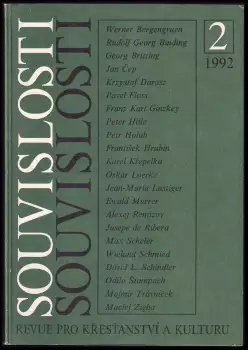 SOUVISLOSTI
SOUVISLOSTI
2
1992
Werner Bergengruen
Rudolf Georg Binding
Georg Britting
Jan Čep
Krzysztof Dorosz
Pavel Floss
Franz Karl Ginzkey
Peter Hille
Petr Holub
František Hrubín
Karel Křepelka
Oskar Loerke
Jean-Marie Lustiger
Ewald Murrer
Alexej Remizov
Jusepe de Ribera
Max Scheler
Wieland Schmied
David L. Schindler
Odilo Štampach
Mojmír Trávníček
Maciej Zięba
REVUE PRO KŘESŤANSTVÍ A KULTURU